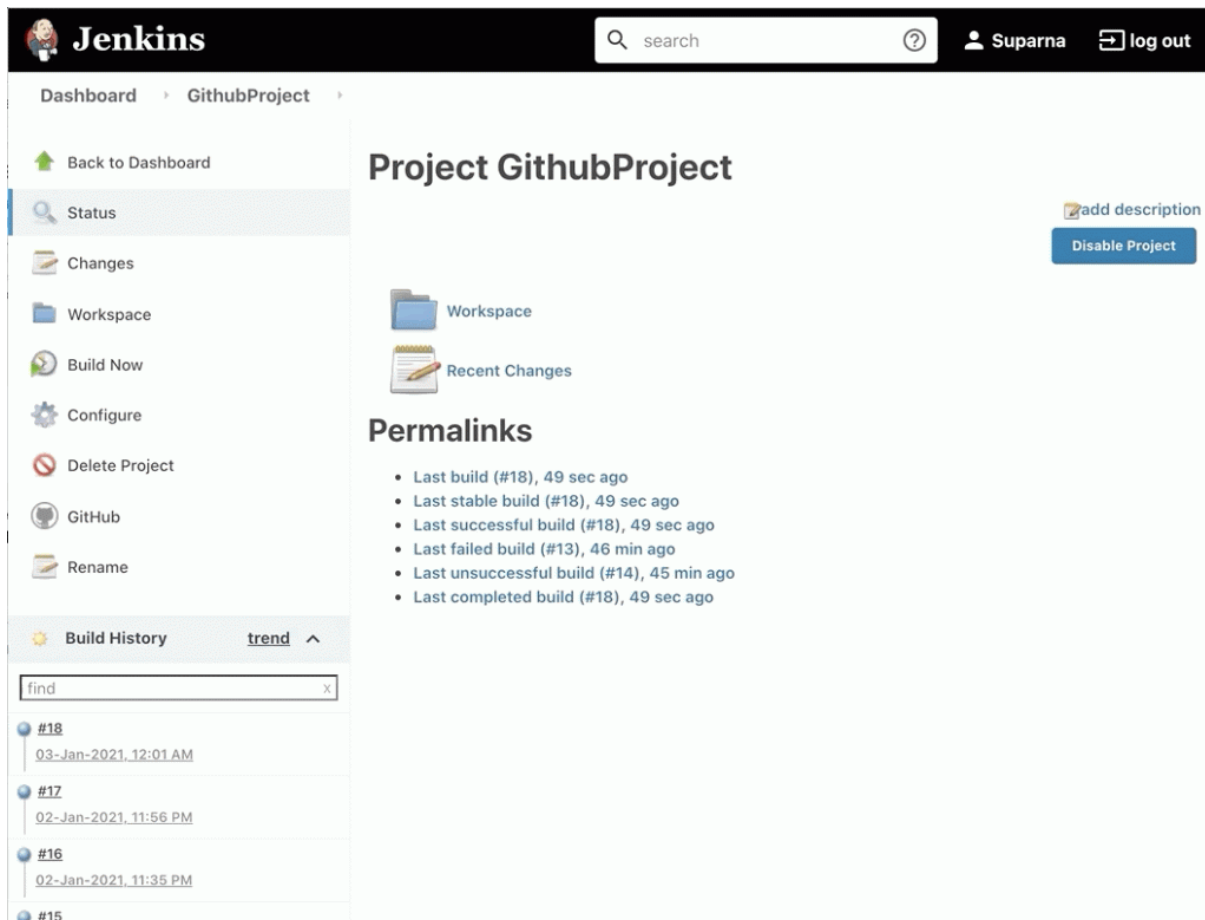 Jenkins
search
Suparna
log out
Dashboard
GithubProject
Back to Dashboard
Status
Changes
Workspace
Build Now
Configure
Delete Project
GitHub
Rename
Build History
trend
find
x
#18
03-Jan-2021, 12:01 AM
#17
02-Jan-2021, 11:56 PM
#16
02-Jan-2021, 11:35 PM
#15
Project GithubProject
add description
Disable Project
Workspace
Recent Changes
Permalinks
Last build (#18), 49 sec ago
Last stable build (#18), 49 sec ago
Last successful build (#18), 49 sec ago
Last failed build (#13), 46 min ago
Last unsuccessful build (#14), 45 min ago
Last completed build (#18), 49 sec ago